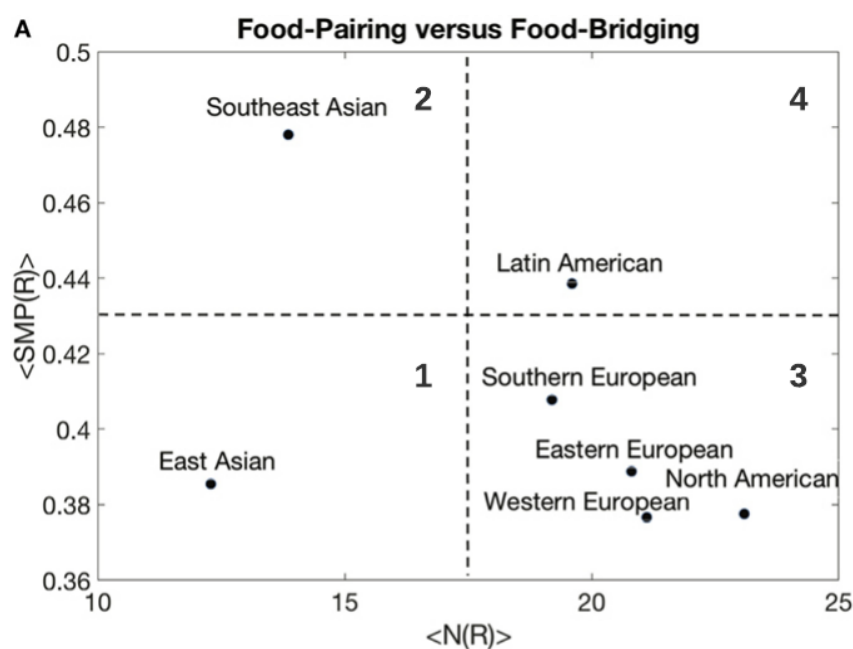 A
Food-Pairing versus Food-Bridging
0.5
0.48
0.46
0.44
0.42
0.4
0.38
0.36
<SMP(R)>
Southeast Asian
2
4
Latin American
1
Southern European
3
East Asian
Eastern European
North American
Western European
10
15
20
25
<N(R)>